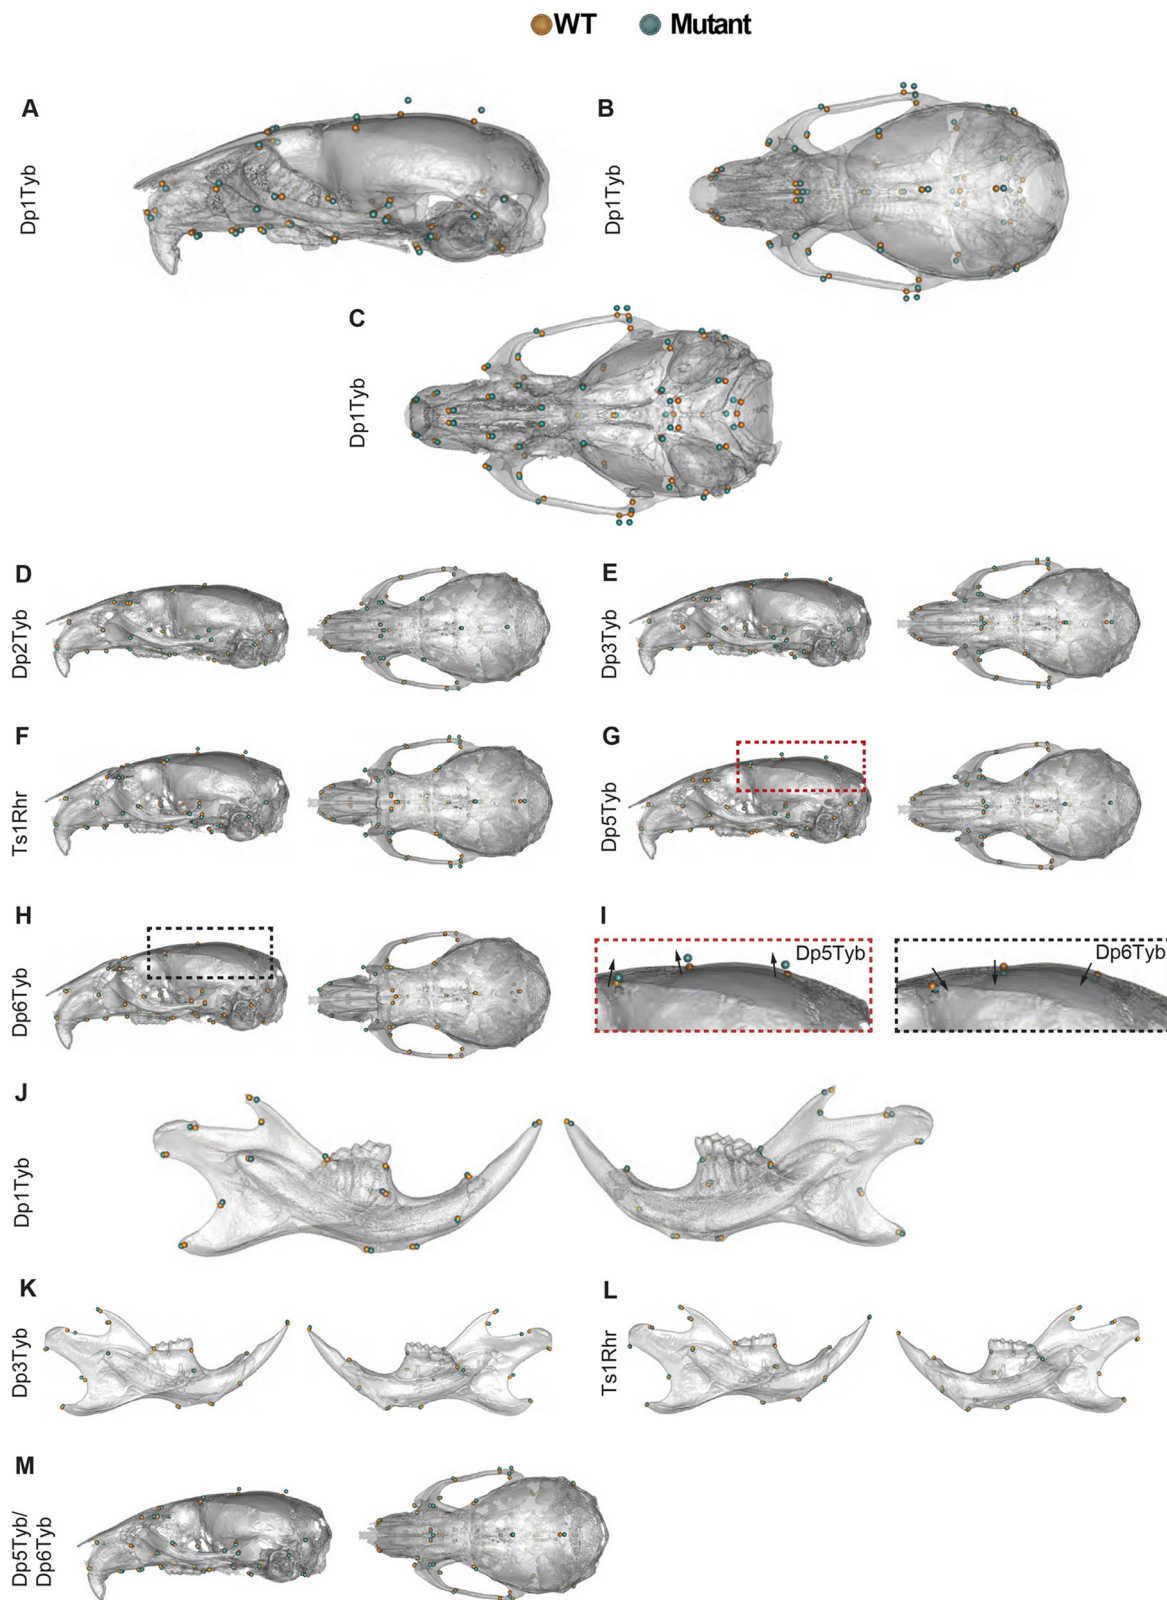 WT Mutant
A
Dp1Tyb
B
Dp1Tyb
C
Dp1Tyb
D
Dp2Tyb
E
Dp3Tyb
F
Ts1Rhr
G
Dp5Tyb
H
Dp6Tyb
I
Dp5Tyb
Dp6Tyb
J
Dp1Tyb
K
Dp3Tyb
L
Ts1Rhr
M
Dp5Tyb/
Dp6Tyb